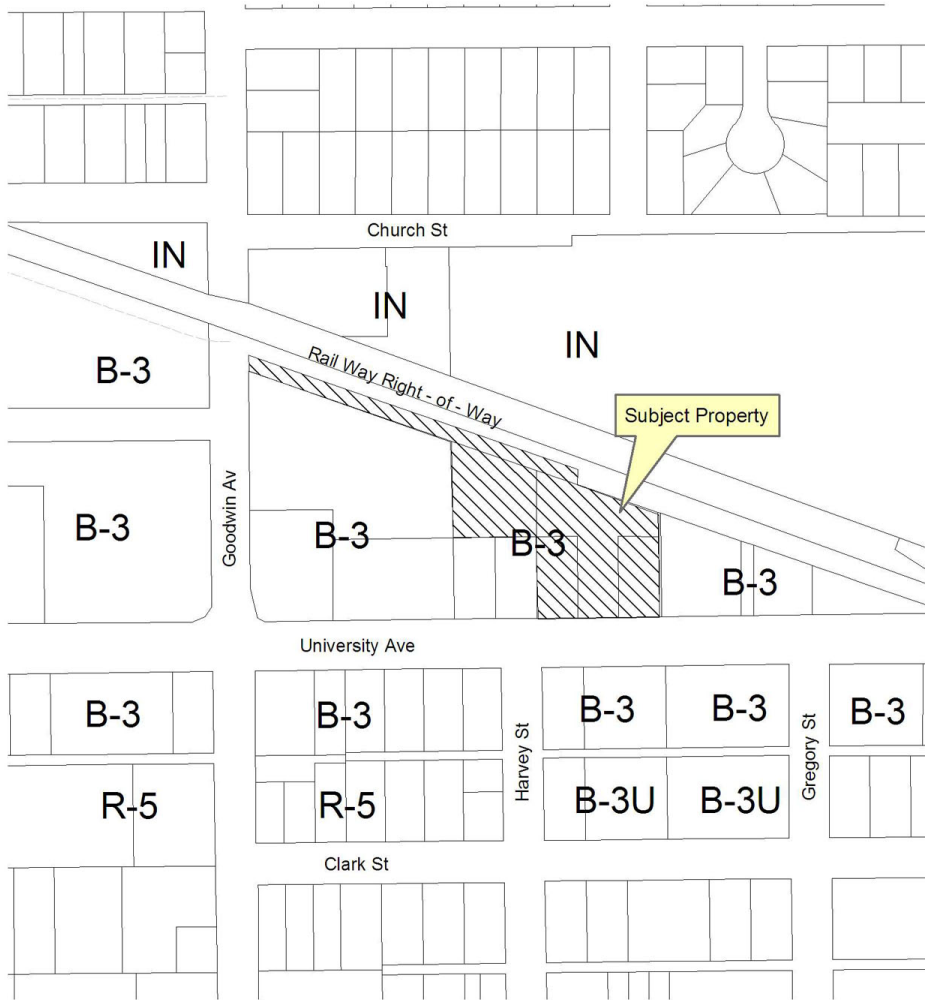 Church St
IN
IN
IN
Rail Way Right - of - Way
B-3
Subject Property
Goodwin Av
B-3
B-3
B-3
B-3
University Ave
B-3
B-3
B-3
B-3
B-3
Harvey St
Gregory St
R-5
R-5
B-3U
B-3U
Clark St